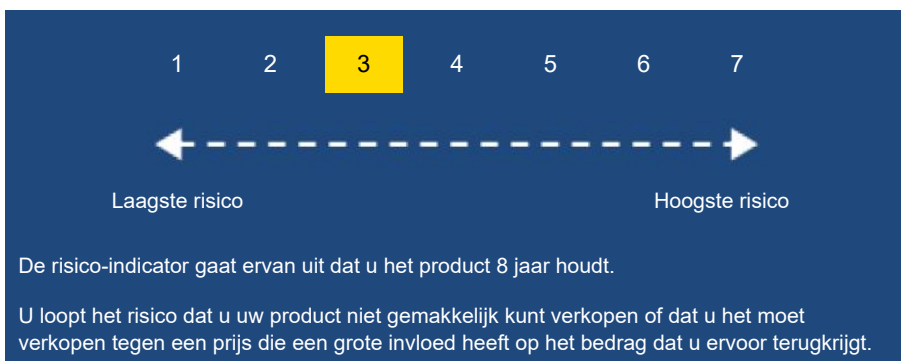 1 2 3 4 5 6 7
Laagste risico Hoogste risico
De risico-indicator gaat ervan uit dat u het product 8 jaar houdt.
U loopt het risico dat u uw product niet gemakkelijk kunt verkopen of dat u het moet
verkopen tegen een prijs die een grote invloed heeft op het bedrag dat u ervoor terugkrijgt.